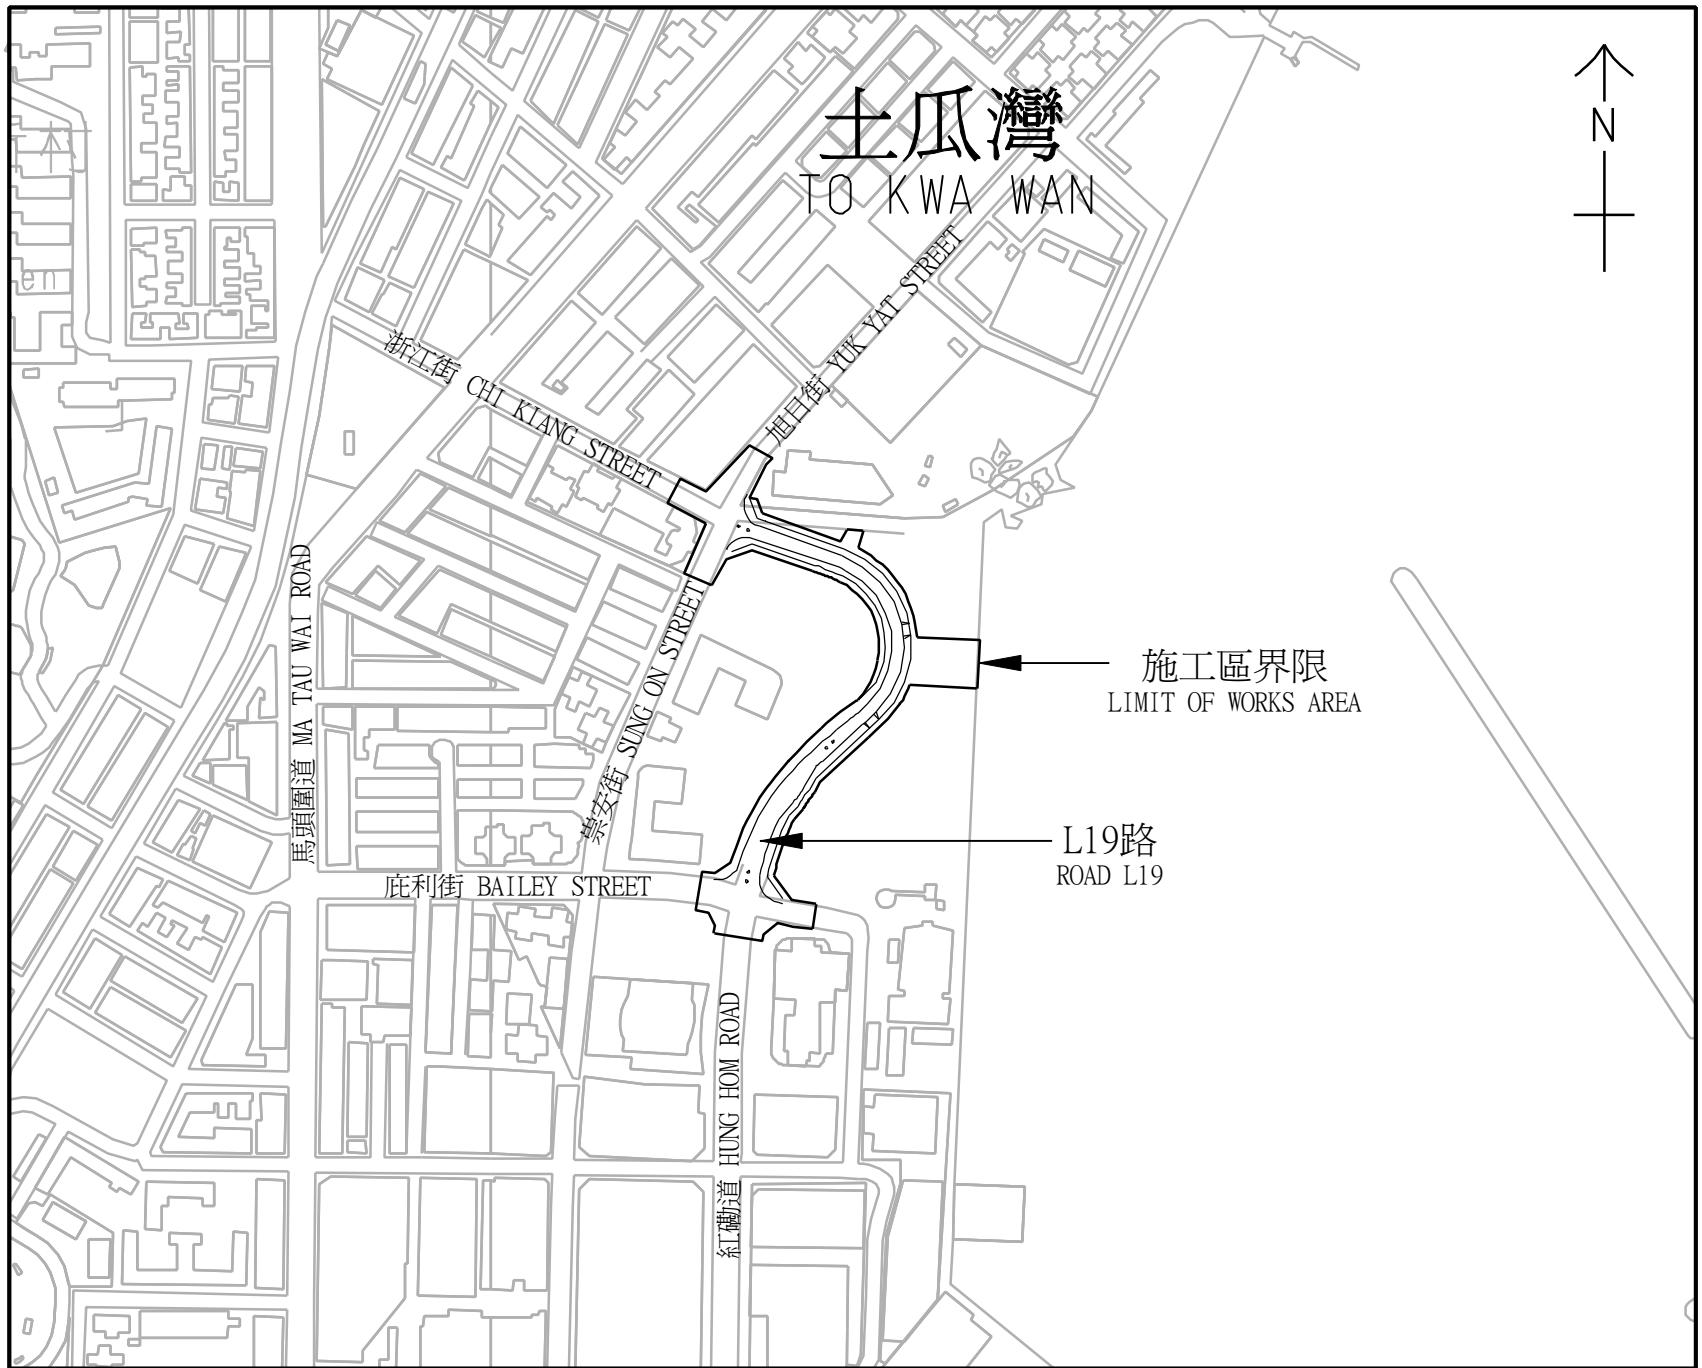 土瓜灣
TO KWA WAN
N
浙江街 CHI KIANG STREET
旭日街 YUK YAT STREET
馬頭圍道 MA TAU WAI ROAD
崇安街 SUNG ON STREET
施工區界限
LIMIT OF WORKS AREA
L19路
ROAD L19
庇利街 BAILEY STREET
紅磡道 HUNG HOM ROAD
en